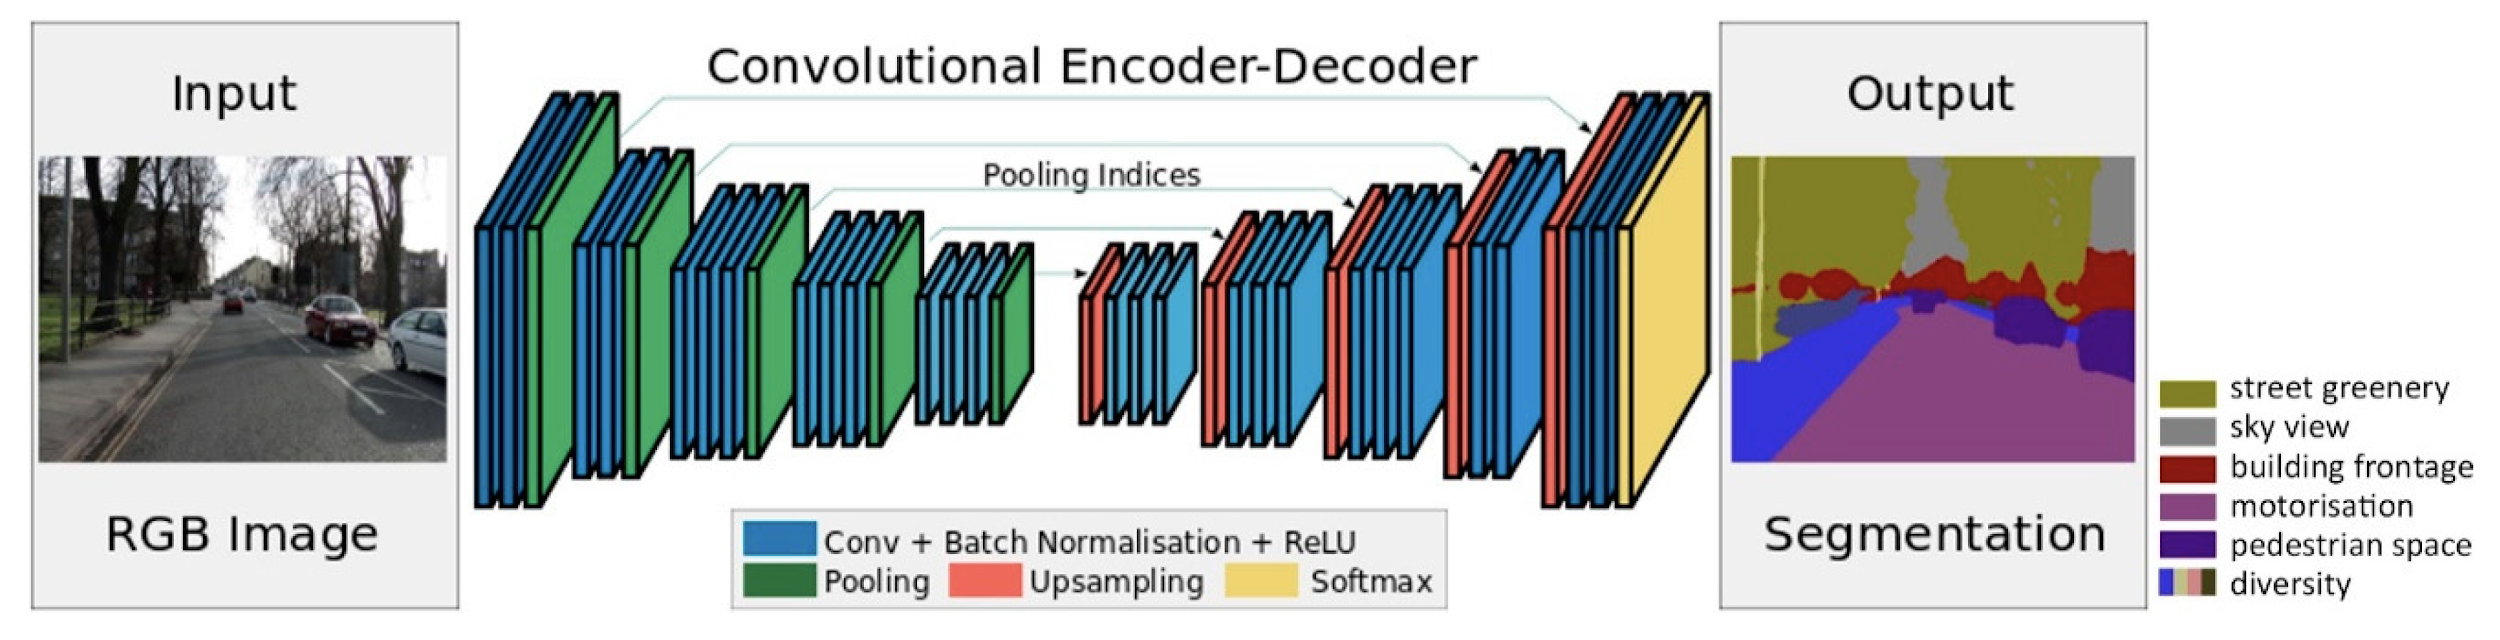 Input
RGB Image
Convolutional Encoder-Decoder
Pooling Indices
Conv + Batch Normalisation + ReLU
Pooling
Upsampling
Softmax
Output
Segmentation
street greenery
sky view
building frontage
motorisation
pedestrian space
diversity